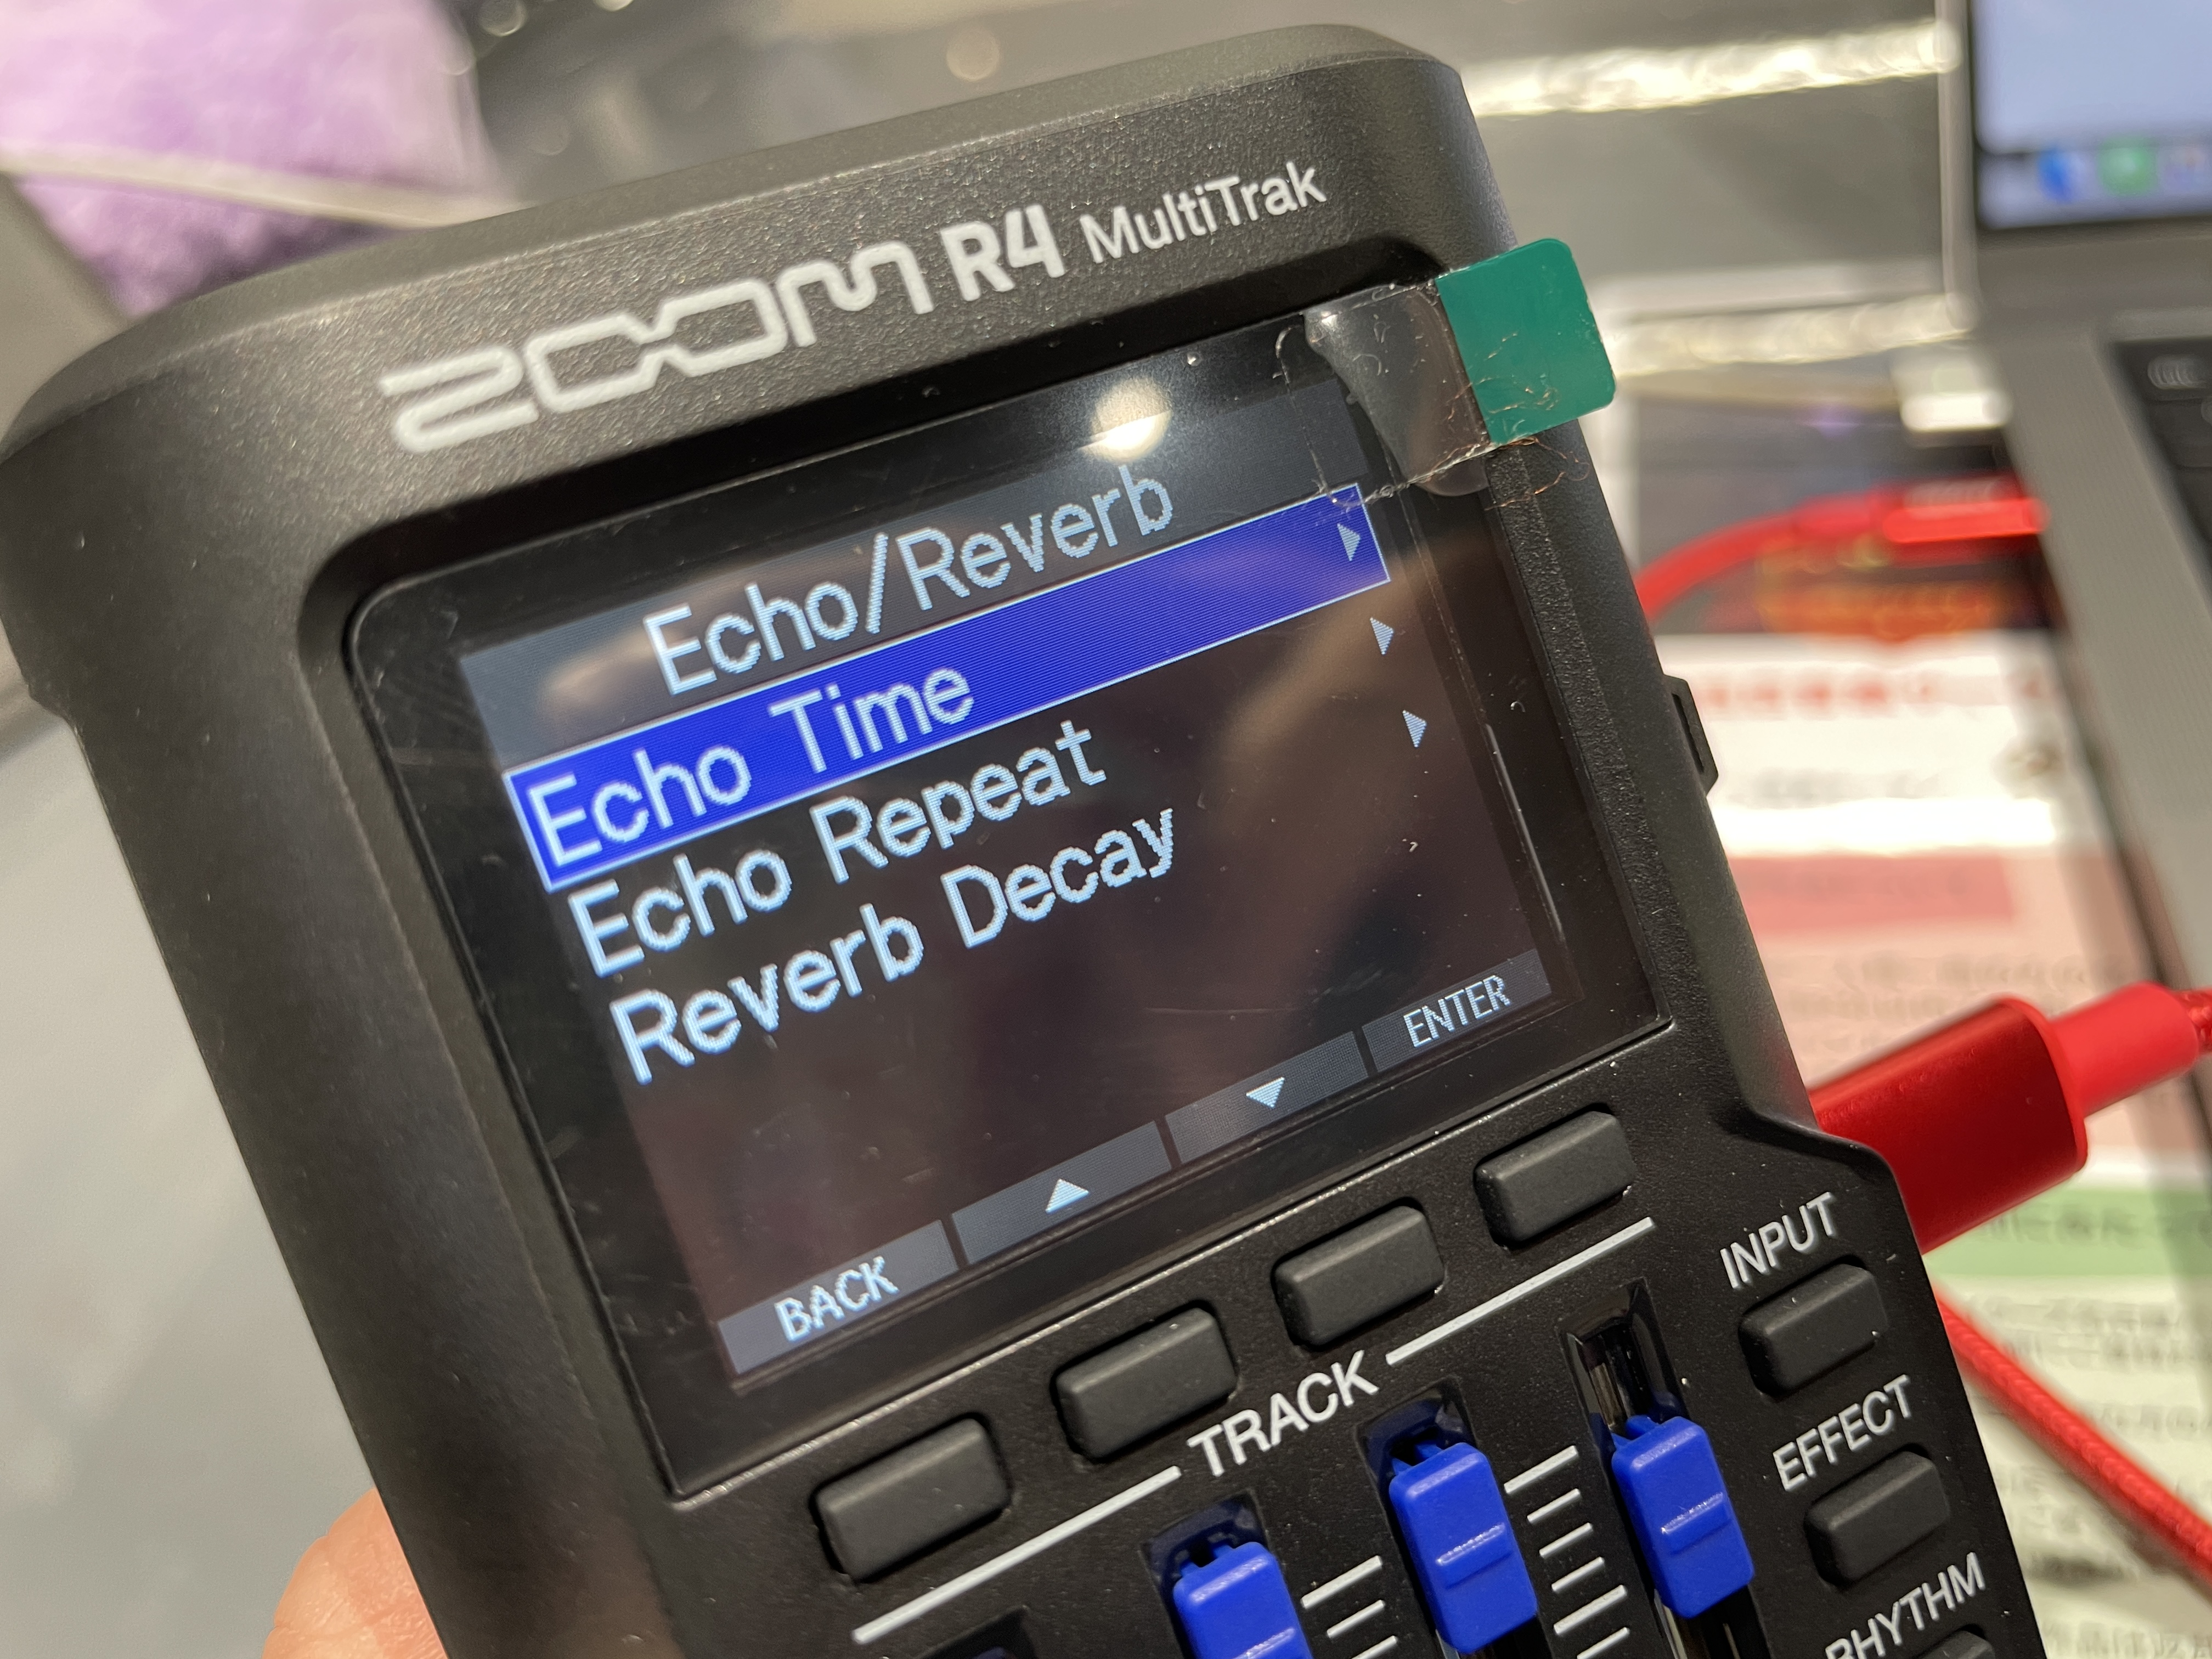 ZOOM R4 MultiTrak
Echo/Reverb
Echo Time
Echo Repeat
Reverb Decay
BACK
ENTER
TRACK
INPUT
EFFECT
RHYTHM